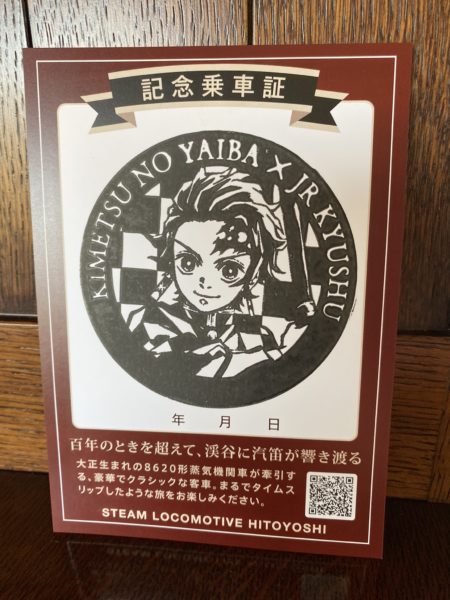 記念乗車証
KIMETSU NO YAIBA × JR KYUSHU
年 月 日
百年のときを超えて、渓谷に汽笛が響き渡る
大正生まれの8620形蒸気機関車が牽引す
る、豪華でクラシックな客車。まるでタイムス
リップしたような旅をお楽しみください。
STEAM LOCOMOTIVE HITOYOSHI